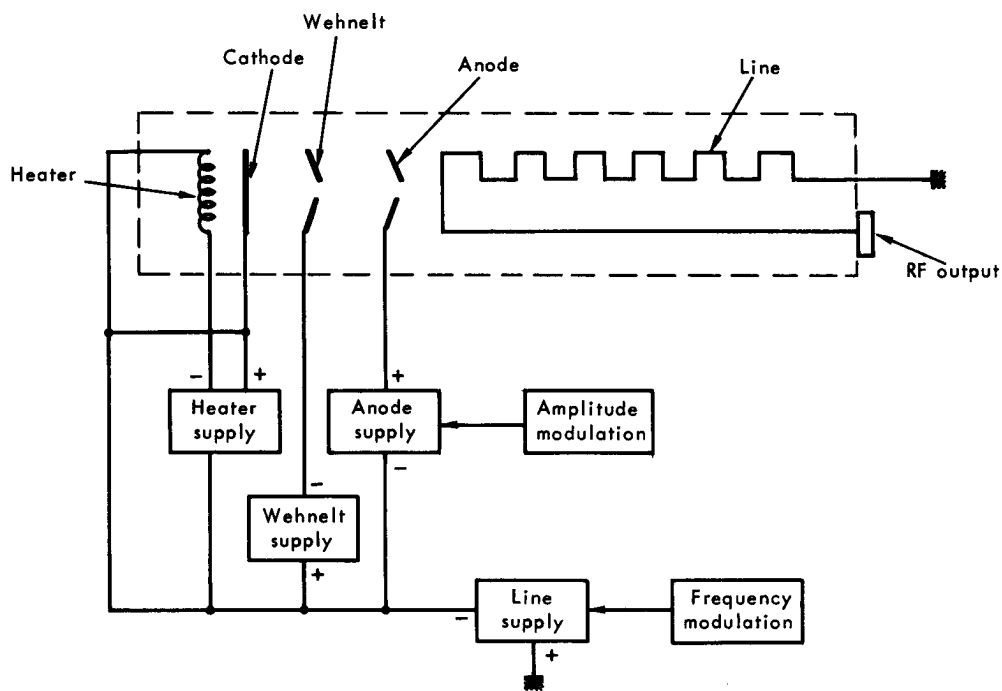 Wehnelt
Cathode
Anode
Line
Heater
RF output
- +
Heater
supply
+
Anode
supply
-
Amplitude
modulation
-
Wehnelt
supply
+
Line
supply
-
+
Frequency
modulation